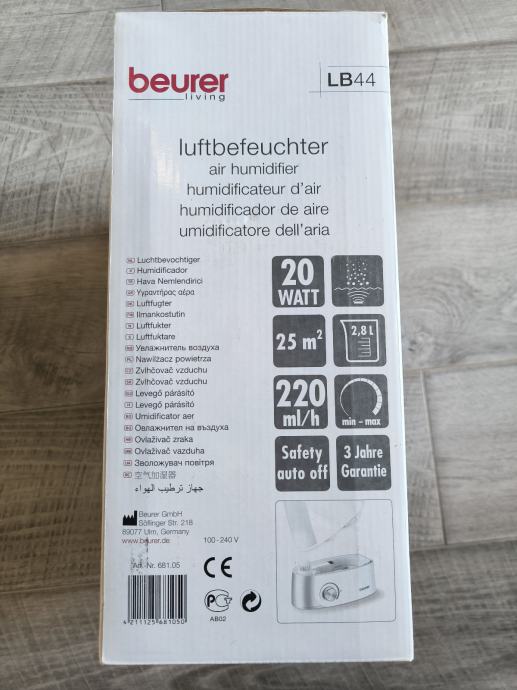 beurer
living
LB44
luftbefeuchter
air humidifier
humidificateur d'air
humidificador de aire
umidificatore dell'aria
Luchtbevochtiger
Humidificador
Hava Nemlendirici
Υγραντήρας αέρα
Luftfugter
Ilmankostutin
Luftfukter
Luftfuktare
Увлажнитель воздуха
Nawilżacz powietrza
Zvlhčovač vzduchu
Zvlhčovač vzduchu
Levegő párásító
Levegő párásító
Umidificator aer
Овлажнител на въздуха
Ovlaživač zraka
Ovlaživač vazduha
Зволожувач повітря
空气加湿器
جهاز ترطيب الهواء
20
WATT
25 m²
2,8 L
220
ml/h
min – max
Safety
auto off
3 Jahre
Garantie
Beurer GmbH
Söflinger Str. 218
89077 Ulm, Germany
www.beurer.de
100-240 V
Art.-Nr. 681.05
CE
4 211125 681050
AB02